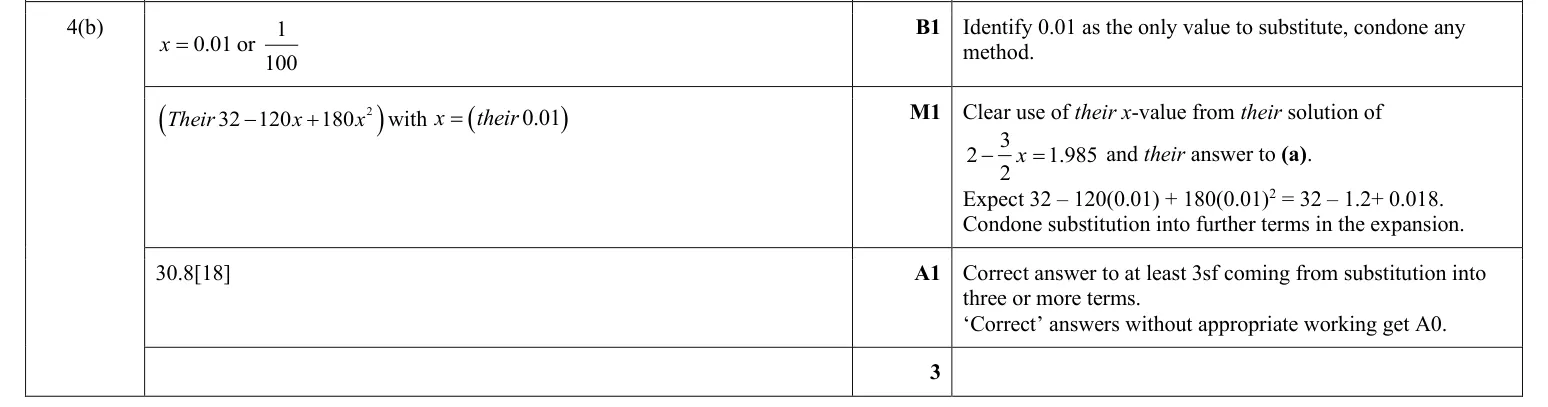 4(b)
x = 0.01 or 1/100
B1
Identify 0.01 as the only value to substitute, condone any
method.
(Their 32 − 120x + 180x²) with x = (their 0.01)
M1
Clear use of their x-value from their solution of
2 − 3/2 x = 1.985 and their answer to (a).
Expect 32 – 120(0.01) + 180(0.01)² = 32 – 1.2+ 0.018.
Condone substitution into further terms in the expansion.
30.8[18]
A1
Correct answer to at least 3sf coming from substitution into
three or more terms.
‘Correct’ answers without appropriate working get A0.
3